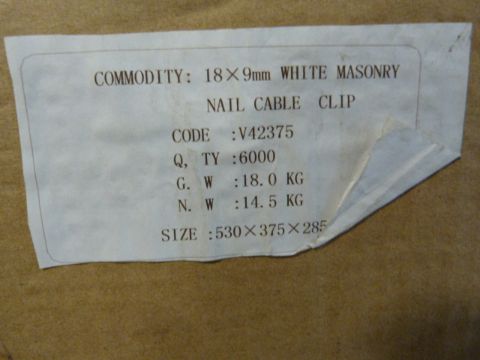 COMMODITY: 18×9mm WHITE MASONRY
NAIL CABLE CLIP
CODE :V42375
Q, TY :6000
G. W :18.0 KG
N. W :14.5 KG
SIZE :530×375×285